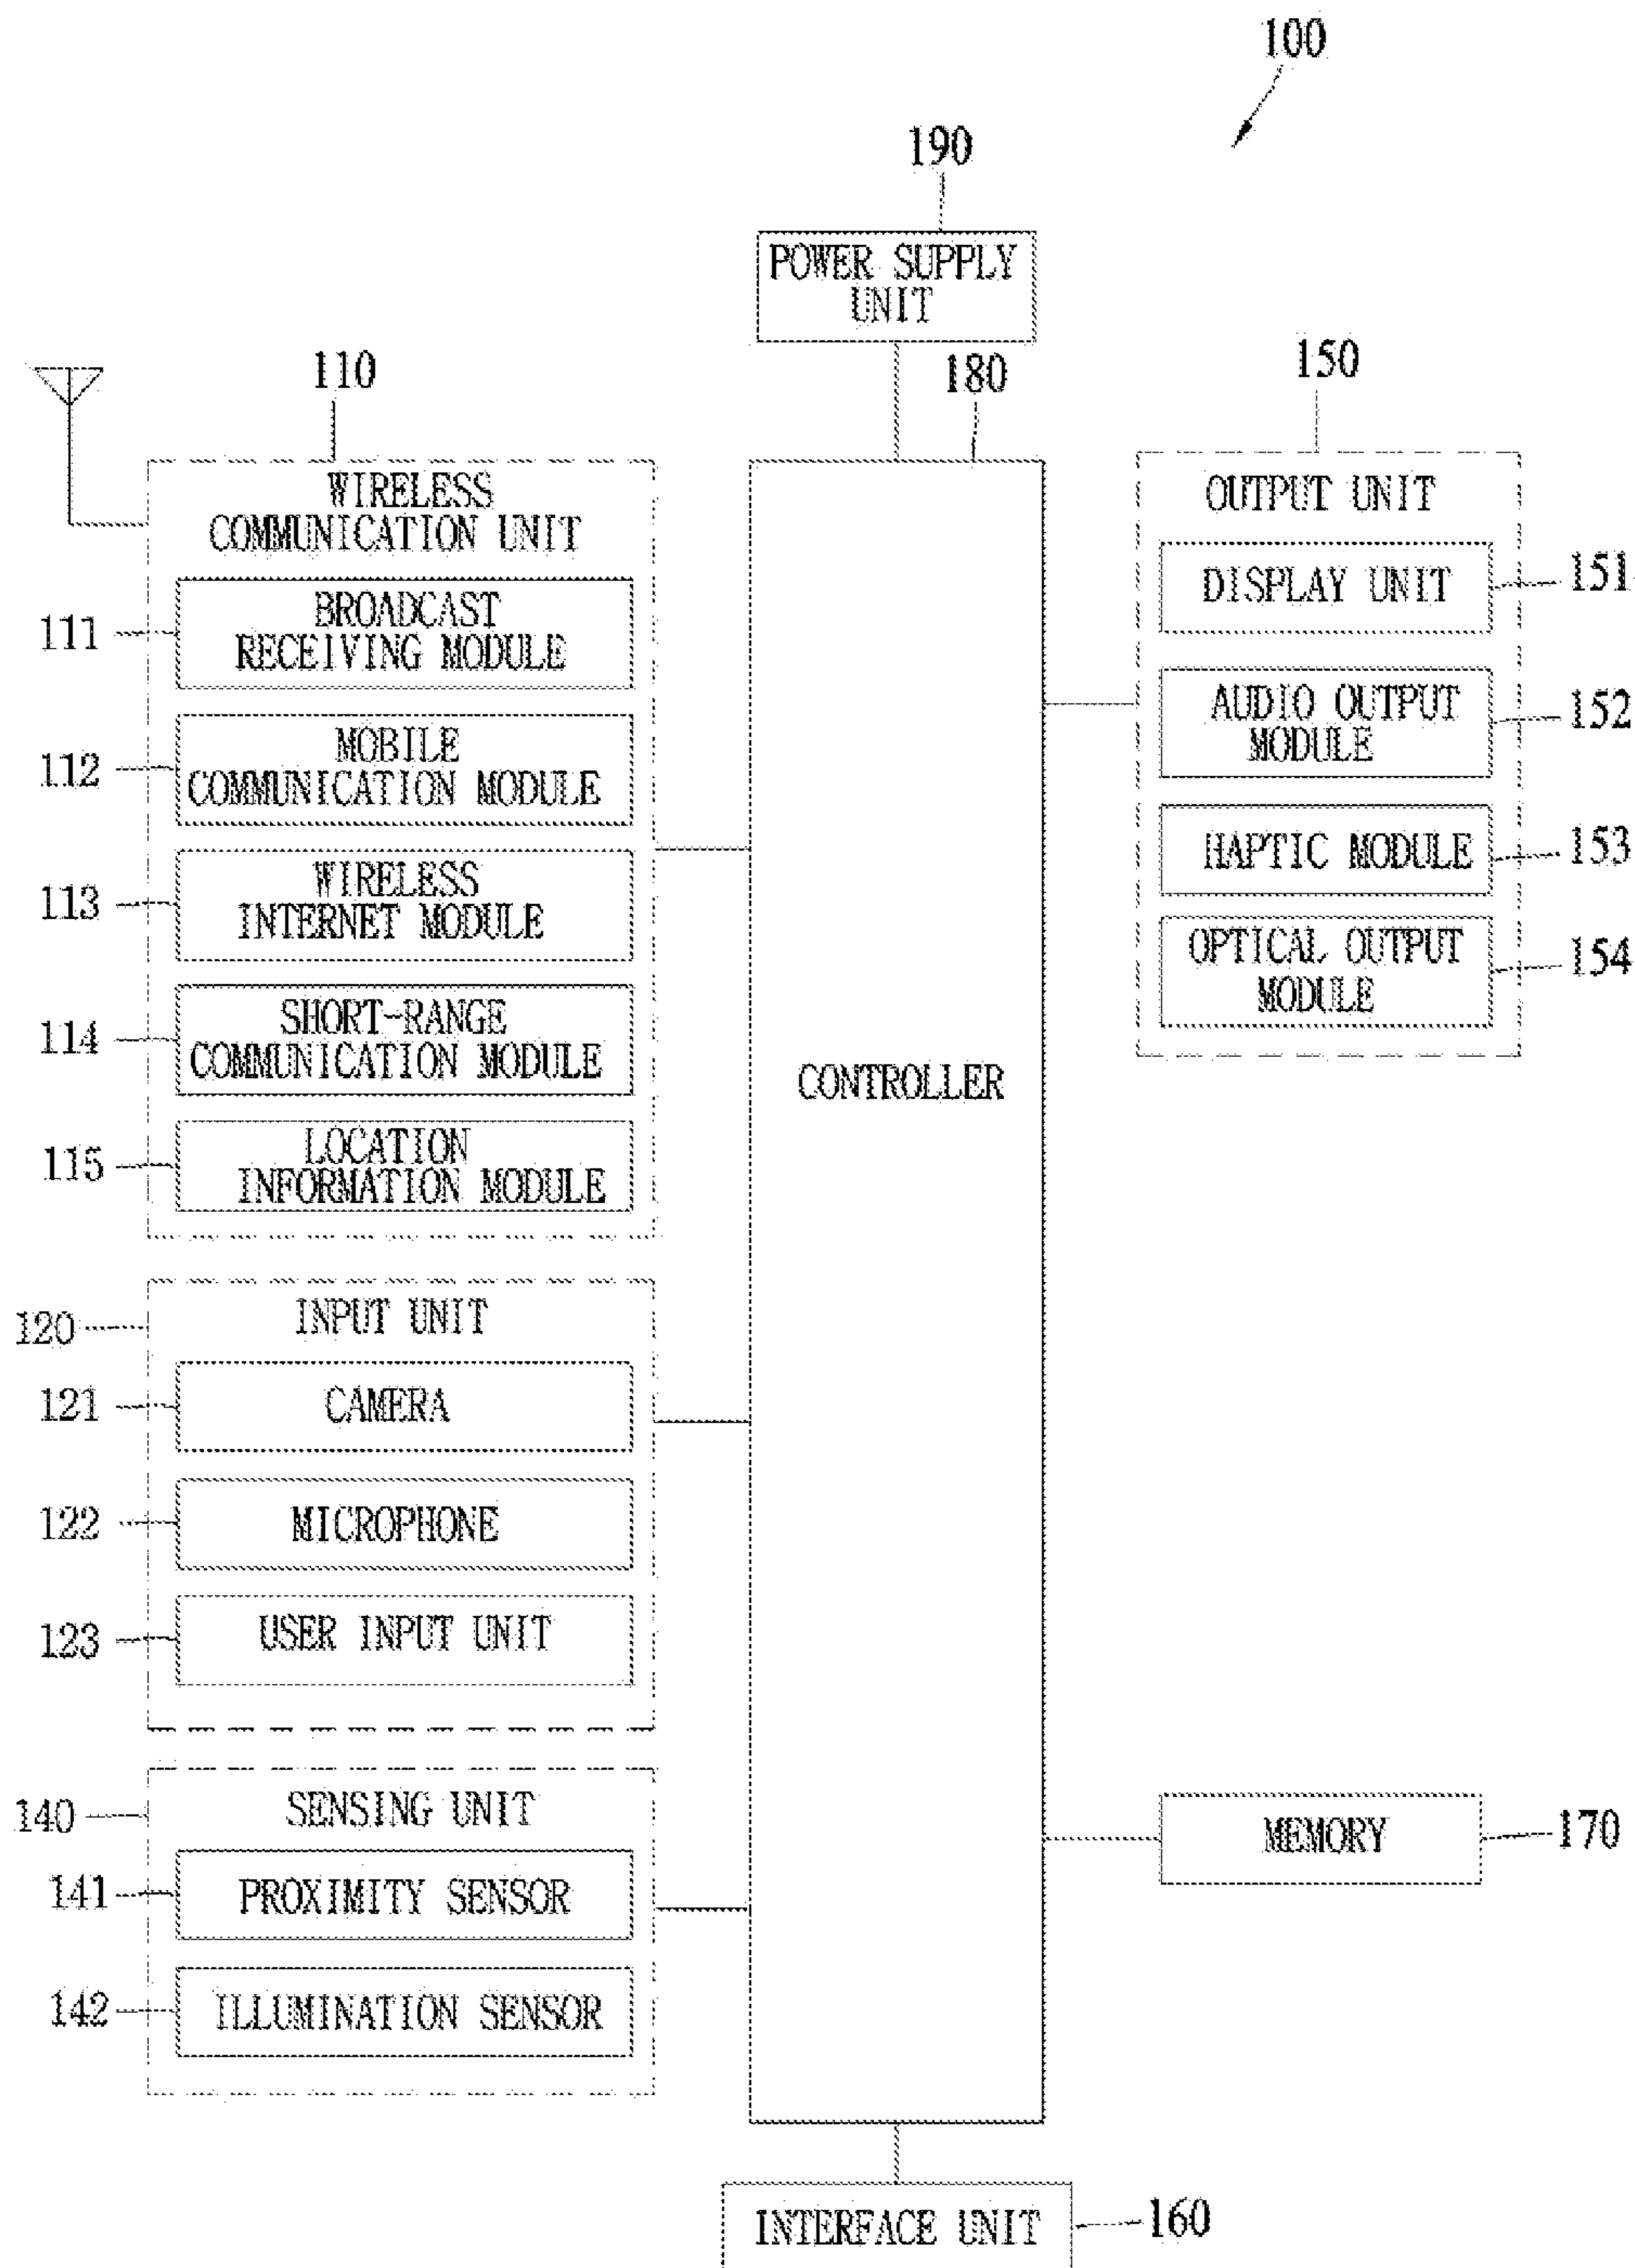 100
190
POWER SUPPLY
UNIT
110
180
150
WIRELESS
COMMUNICATION UNIT
111
BROADCAST
RECEIVING MODULE
112
MOBILE
COMMUNICATION MODULE
113
WIRELESS
INTERNET MODULE
114
SHORT-RANGE
COMMUNICATION MODULE
115
LOCATION
INFORMATION MODULE
120
INPUT UNIT
121
CAMERA
122
MICROPHONE
123
USER INPUT UNIT
140
SENSING UNIT
141
PROXIMITY SENSOR
142
ILLUMINATION SENSOR
CONTROLLER
OUTPUT UNIT
DISPLAY UNIT
151
AUDIO OUTPUT
MODULE
152
HAPTIC MODULE
153
OPTICAL OUTPUT
MODULE
154
MEMORY
170
INTERFACE UNIT
160